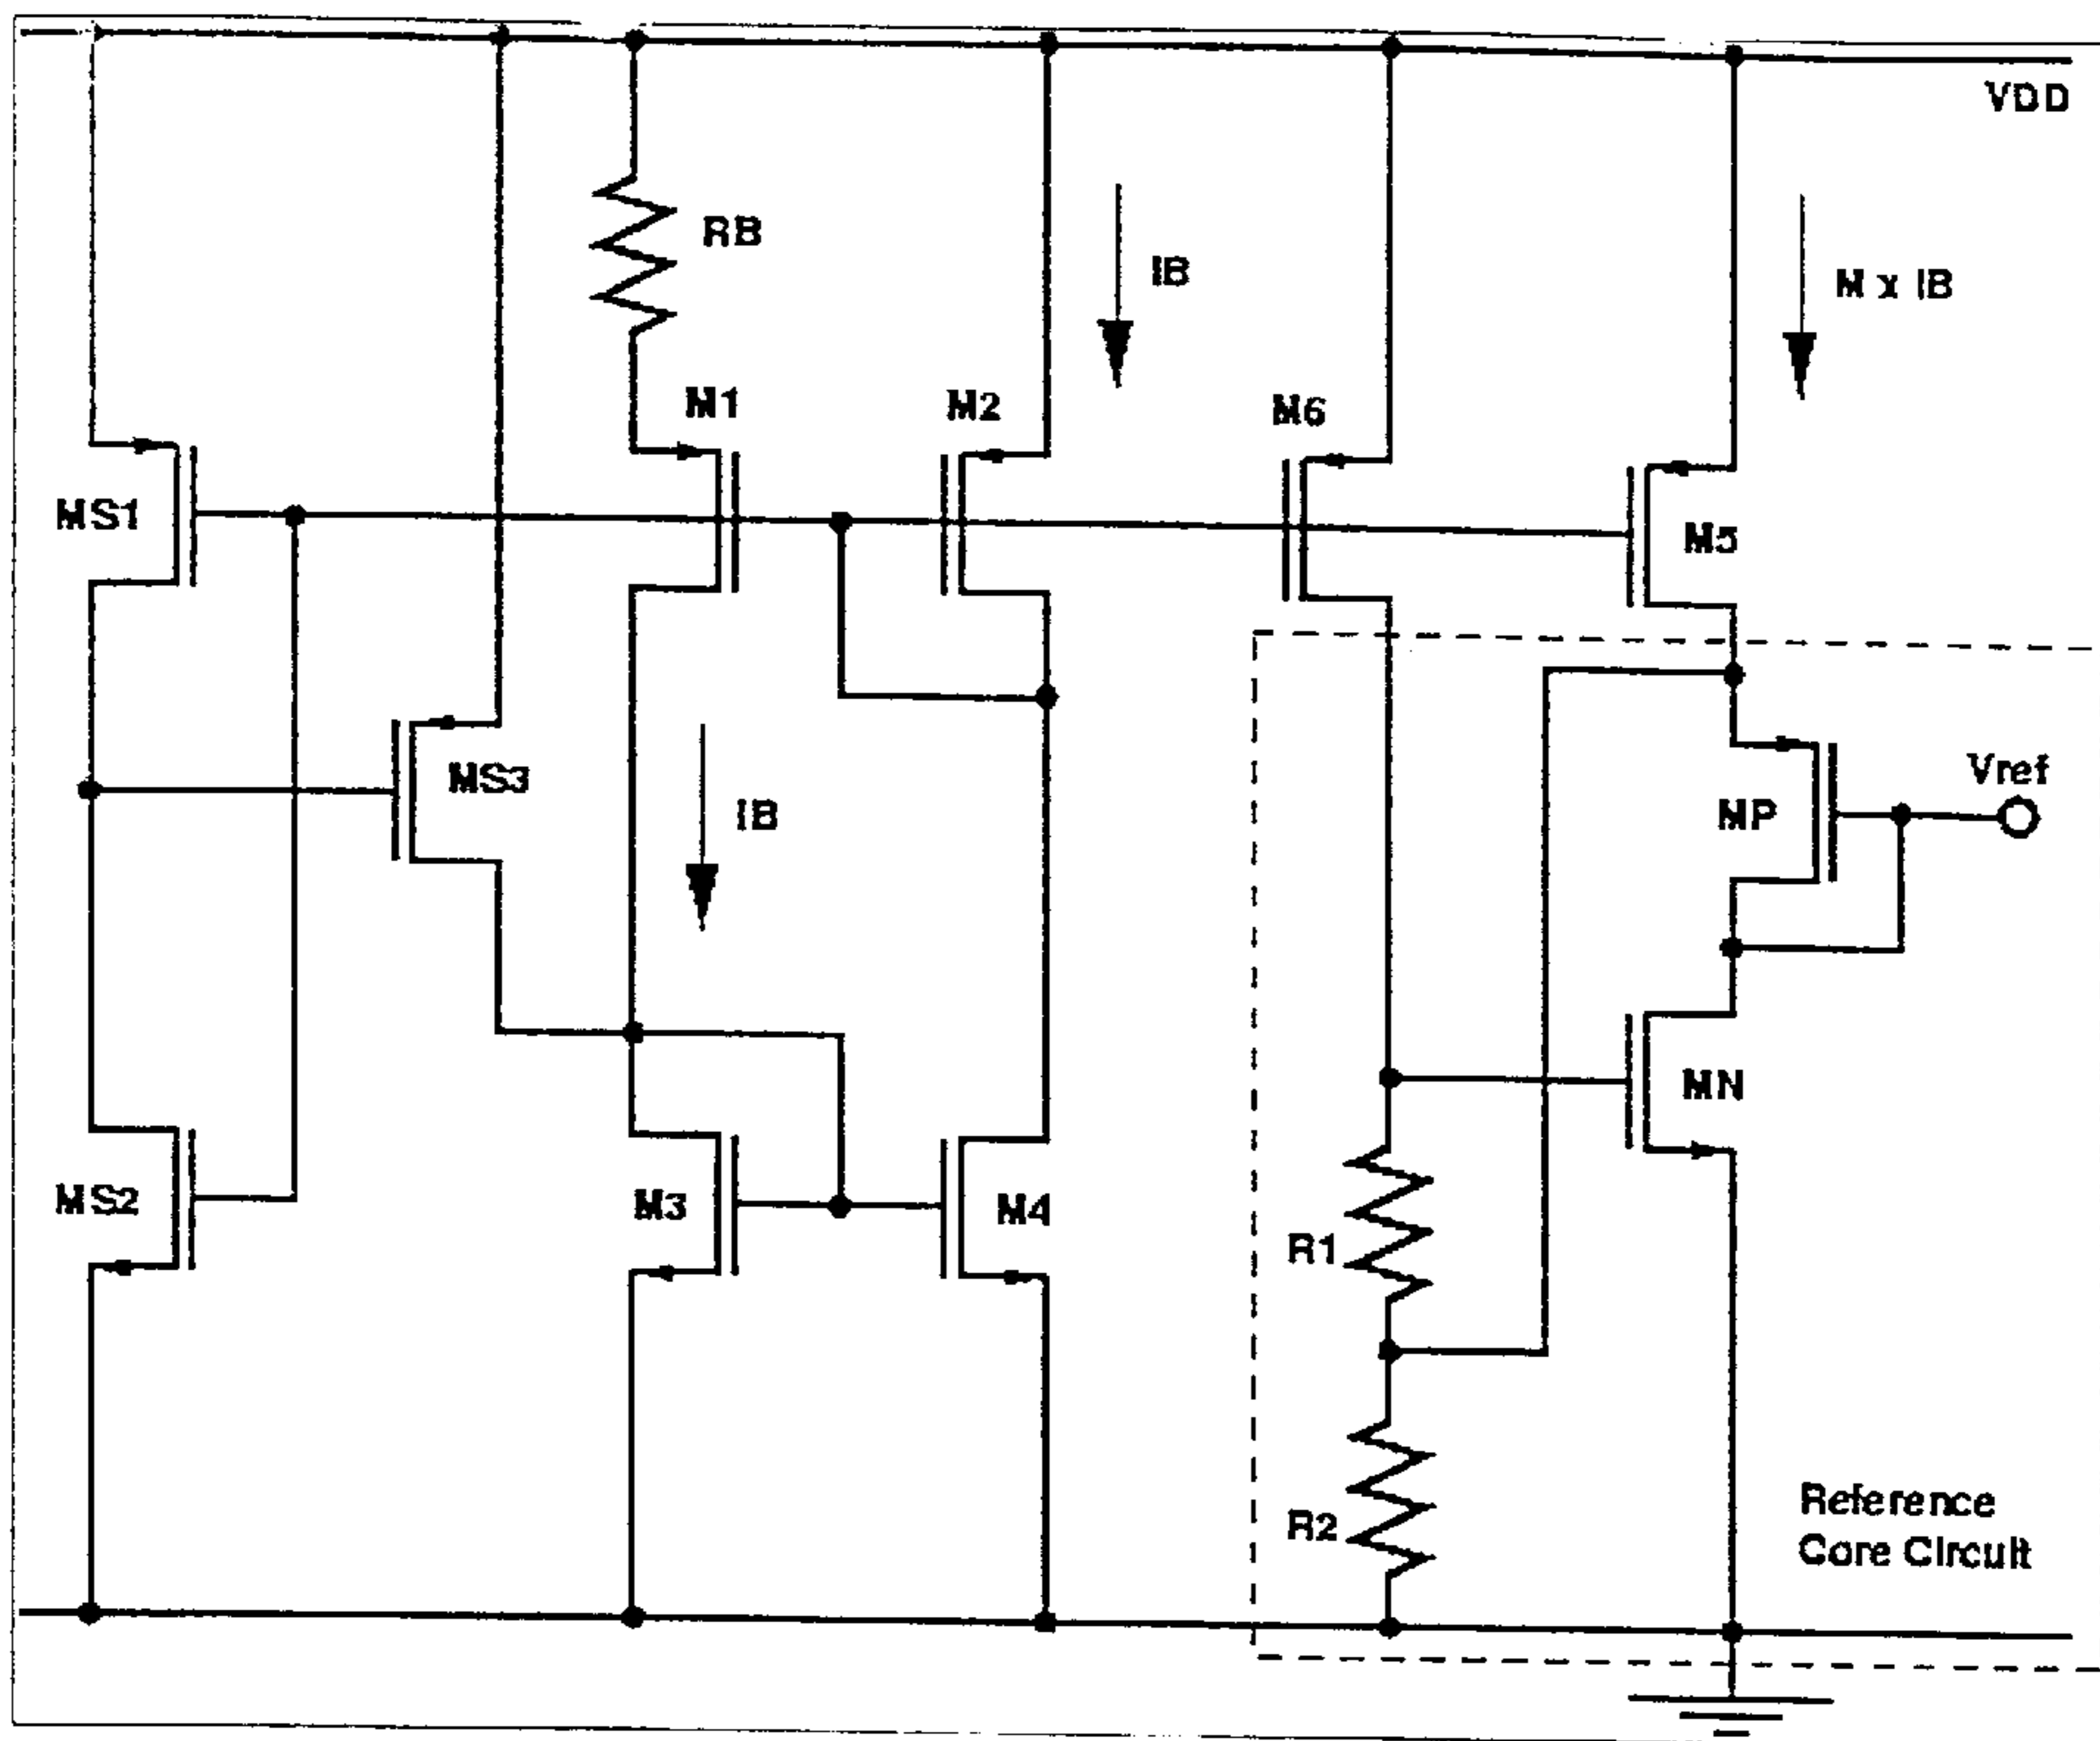 VDD
RB
IB
M x IB
M1
M2
M6
MS1
M5
MS3
Vref
MP
IB
MN
MS2
M3
M4
R1
R2
Reference
Core Circuit